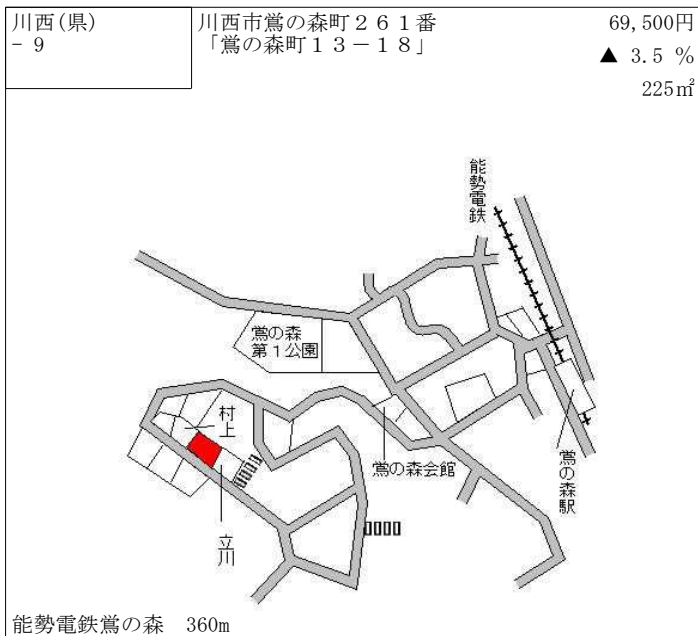 川西(県)
- 9
川西市鴬の森町２６１番
「鴬の森町１３－１８」
69,500円
▲ 3.5 %
225㎡
能勢電鉄
鴬の森
第１公園
村上
鴬の森会館
鴬の森駅
立川
能勢電鉄鴬の森　360m